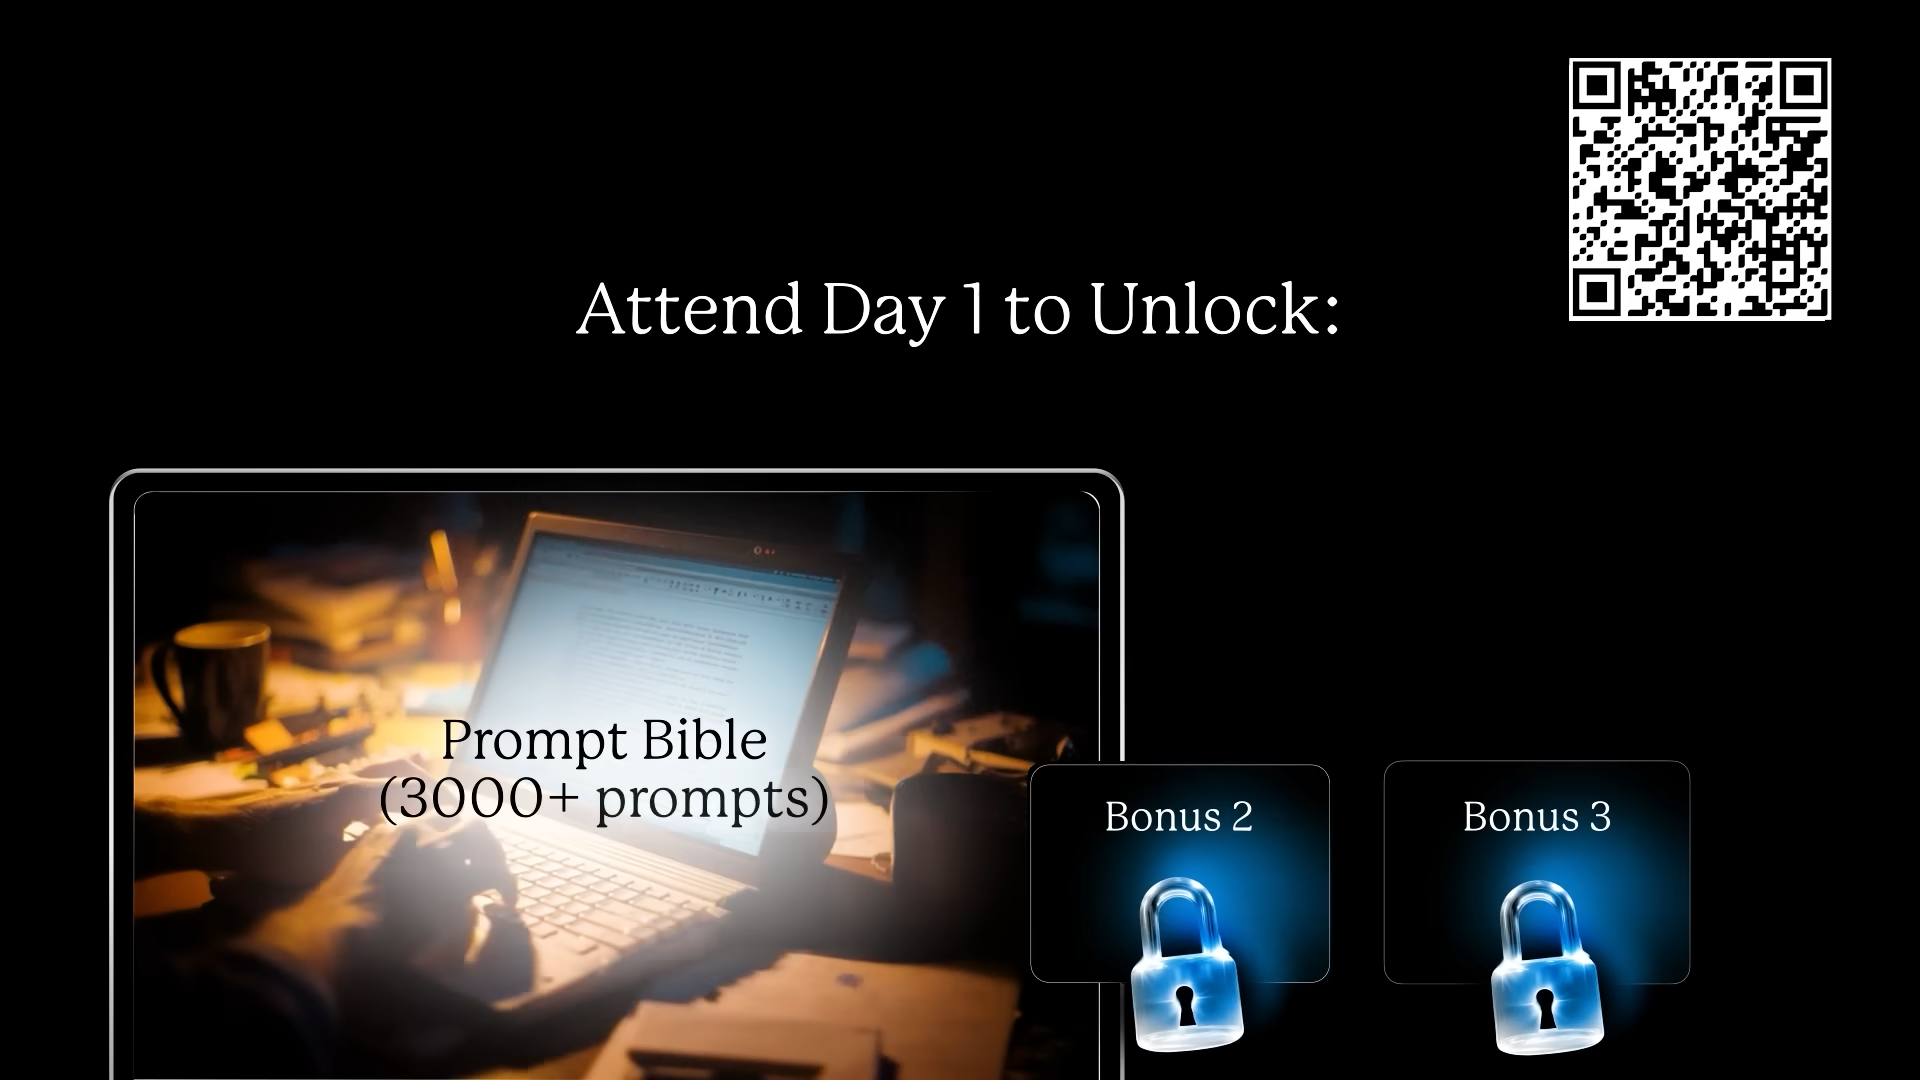 Attend Day 1 to Unlock:
Prompt Bible
(3000+ prompts)
Bonus 2
Bonus 3